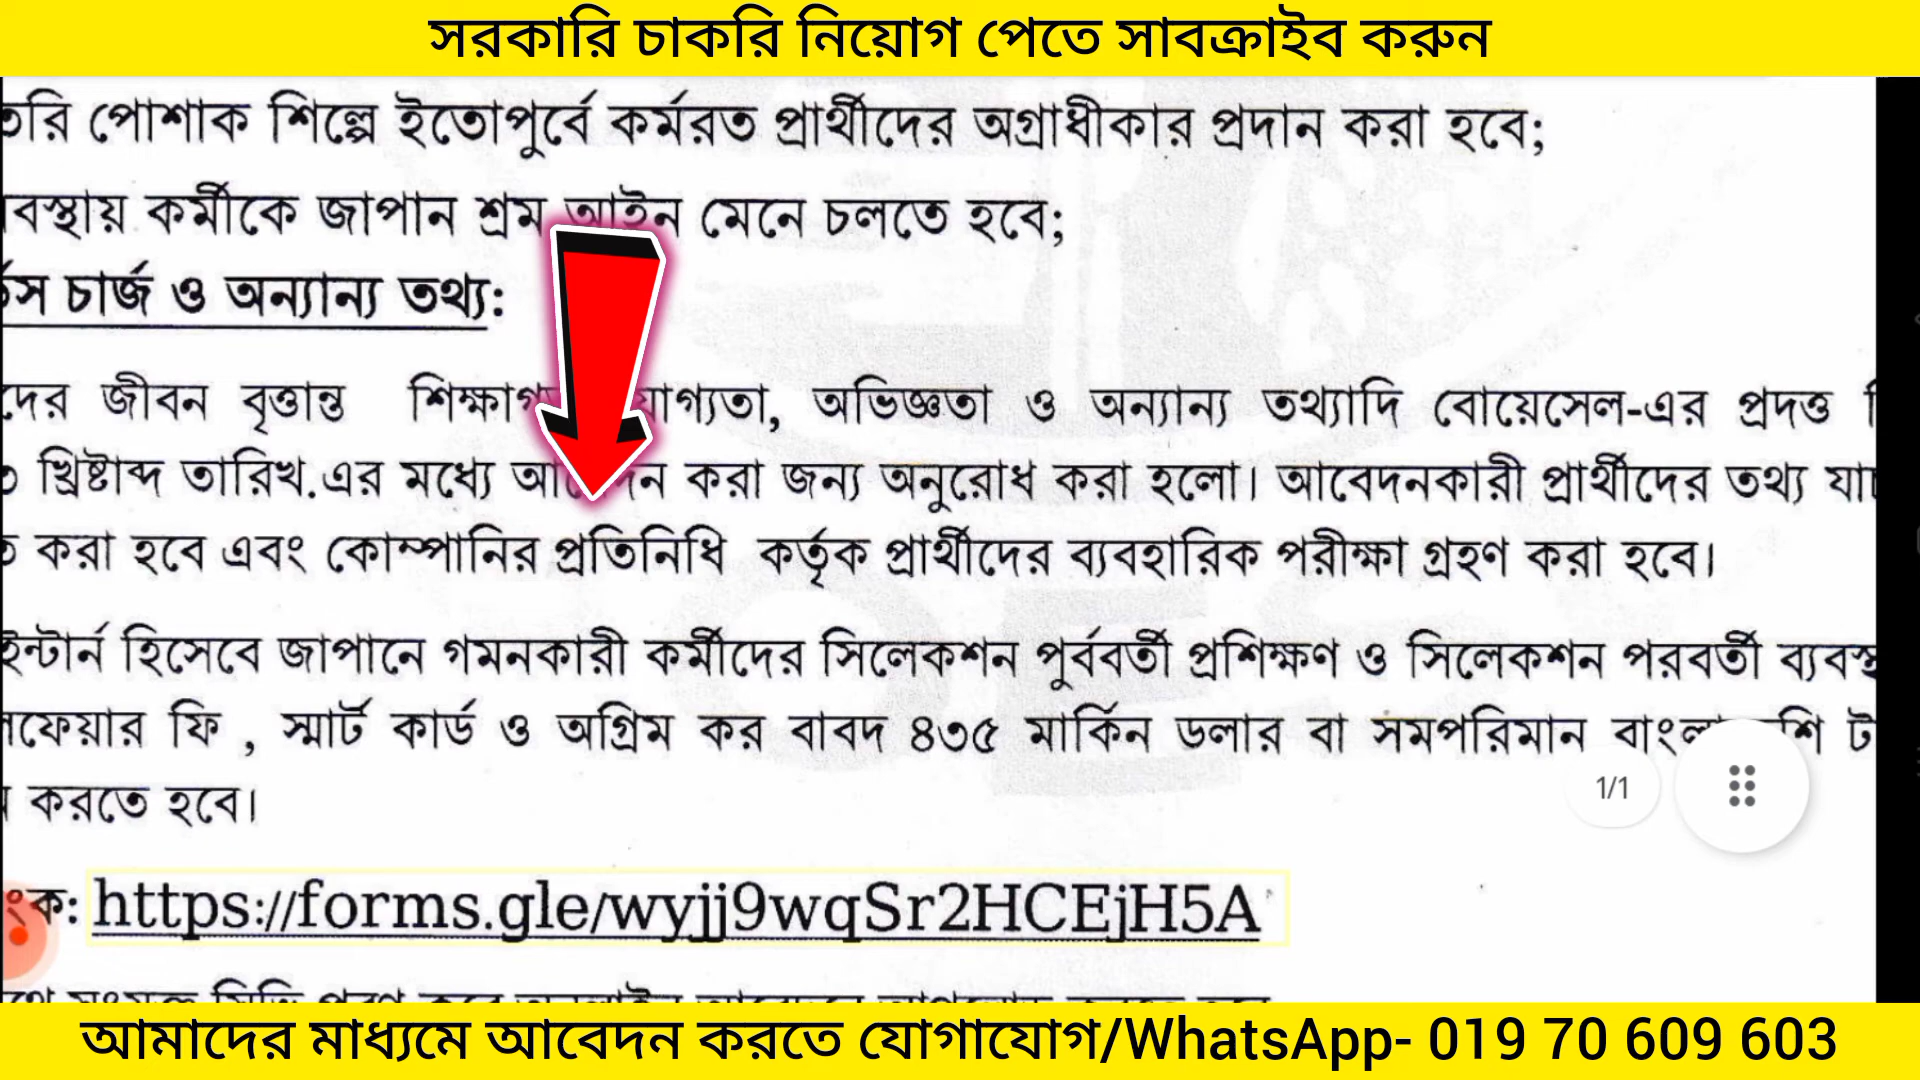 সরকারি চাকরি নিয়োগ পেতে সাবক্রাইব করুন
তরি পোশাক শিল্পে ইতোপুর্বে কর্মরত প্রার্থীদের অগ্রাধীকার প্রদান করা হবে;
বস্থায় কর্মীকে জাপান শ্রম আইন মেনে চলতে হবে;
র্ভিস চার্জ ও অন্যান্য তথ্য:
দের জীবন বৃত্তান্ত শিক্ষাগ যাগ্যতা, অভিজ্ঞতা ও অন্যান্য তথ্যাদি বোয়েসেল-এর প্রদত্ত
খ্রিষ্টাব্দ তারিখ.এর মধ্যে আবেদন করা জন্য অনুরোধ করা হলো। আবেদনকারী প্রার্থীদের তথ্য যা
করা হবে এবং কোম্পানির প্রতিনিধি কর্তৃক প্রার্থীদের ব্যবহারিক পরীক্ষা গ্রহণ করা হবে।
ইন্টার্ন হিসেবে জাপানে গমনকারী কর্মীদের সিলেকশন পুর্ববর্তী প্রশিক্ষণ ও সিলেকশন পরবর্তী ব্যবস্থ
লফেয়ার ফি , স্মার্ট কার্ড ও অগ্রিম কর বাবদ ৪৩৫ মার্কিন ডলার বা সমপরিমান বাংলাদেশি ট
করতে হবে।
1/1
ংক: https://forms.gle/wyjj9wqSr2HCEjH5A
আমাদের মাধ্যমে আবেদন করতে যোগাযোগ/WhatsApp- 019 70 609 603